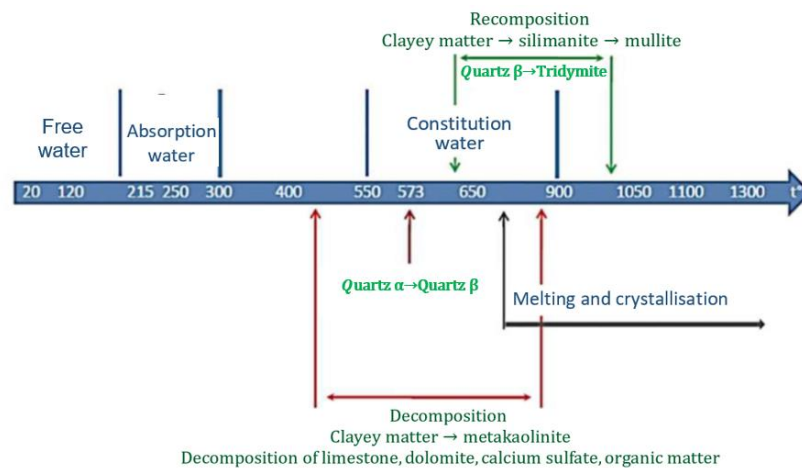 Recomposition
Clayey matter → silimanite → mullite
Quartz β→Tridymite
Free
water
Absorption
water
Constitution
water
20 120 215 250 300 400 550 573 650 900 1050 1100 1300 t°
Quartz α→Quartz β
Melting and crystallisation
Decomposition
Clayey matter → metakaolinite
Decomposition of limestone, dolomite, calcium sulfate, organic matter